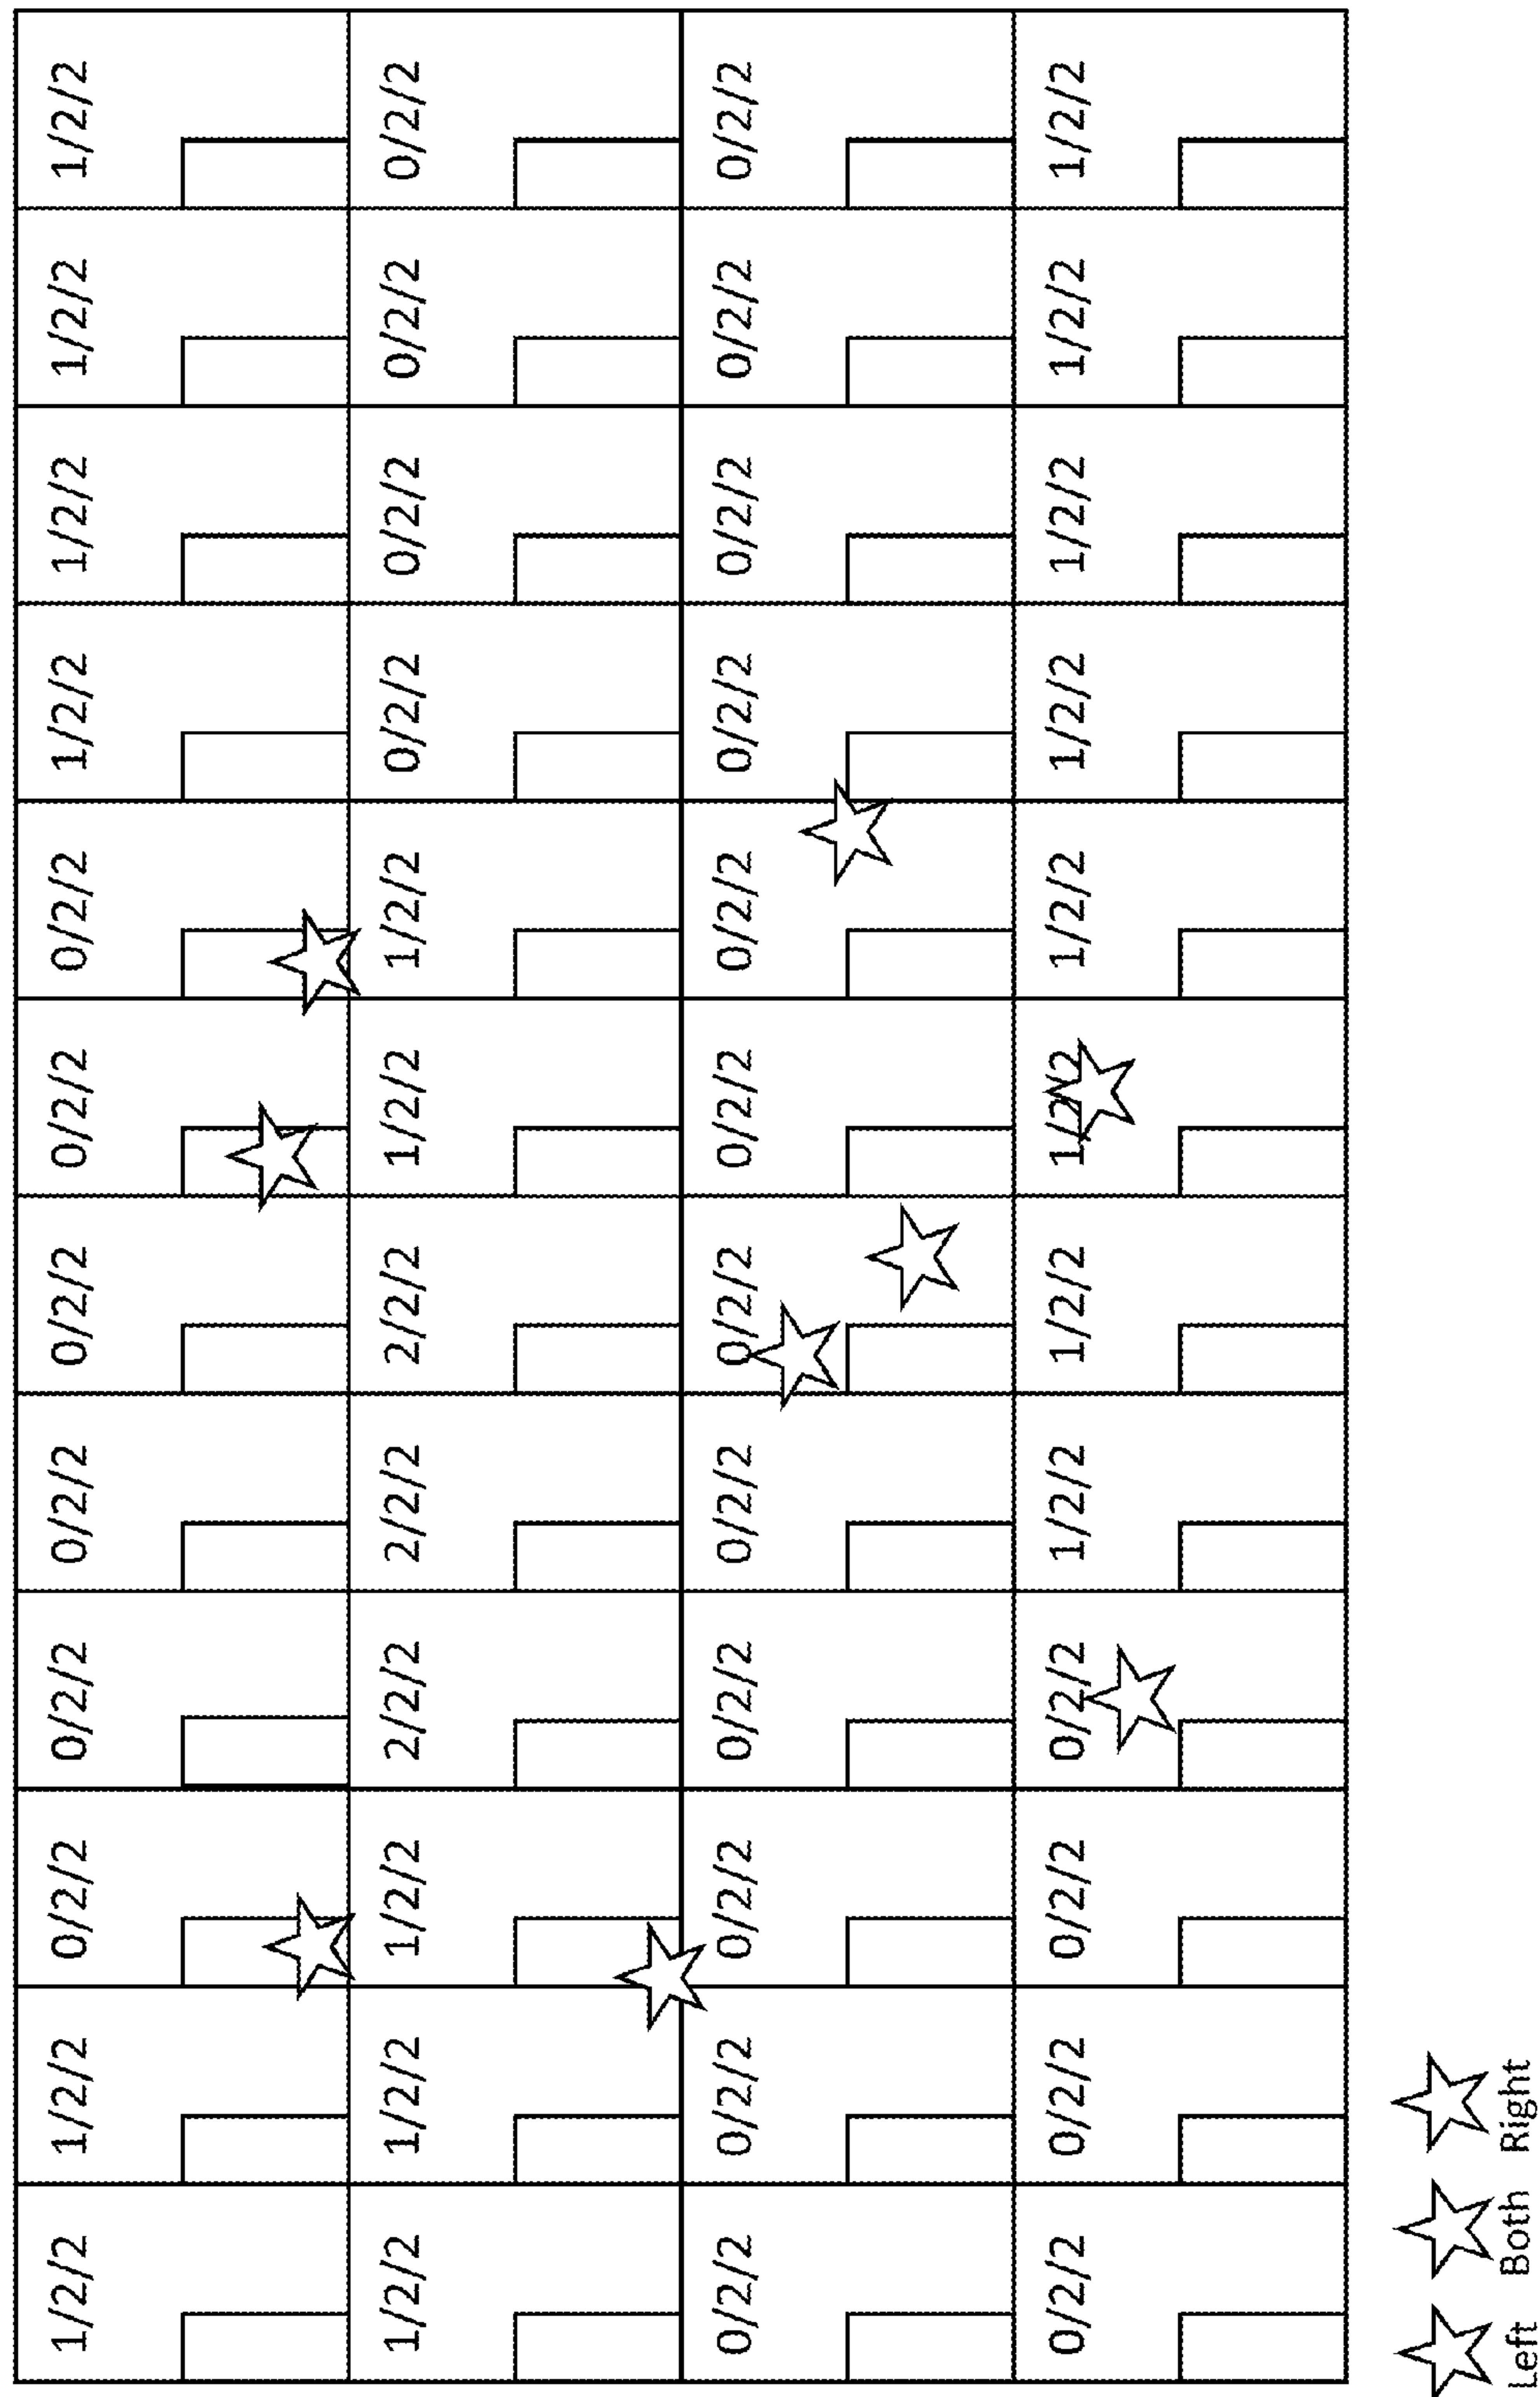 1/2/2 1/2/2 0/2/2 0/2/2 0/2/2 0/2/2 0/2/2 0/2/2 1/2/2 1/2/2 1/2/2 1/2/2
1/2/2 1/2/2 1/2/2 2/2/2 2/2/2 2/2/2 1/2/2 1/2/2 0/2/2 0/2/2 0/2/2 0/2/2
0/2/2 0/2/2 0/2/2 0/2/2 0/2/2 0/2/2 0/2/2 0/2/2 0/2/2 0/2/2 0/2/2 0/2/2
0/2/2 0/2/2 0/2/2 0/2/2 1/2/2 1/2/2 1/2/2 1/2/2 1/2/2 1/2/2 1/2/2 1/2/2
Left Both Right